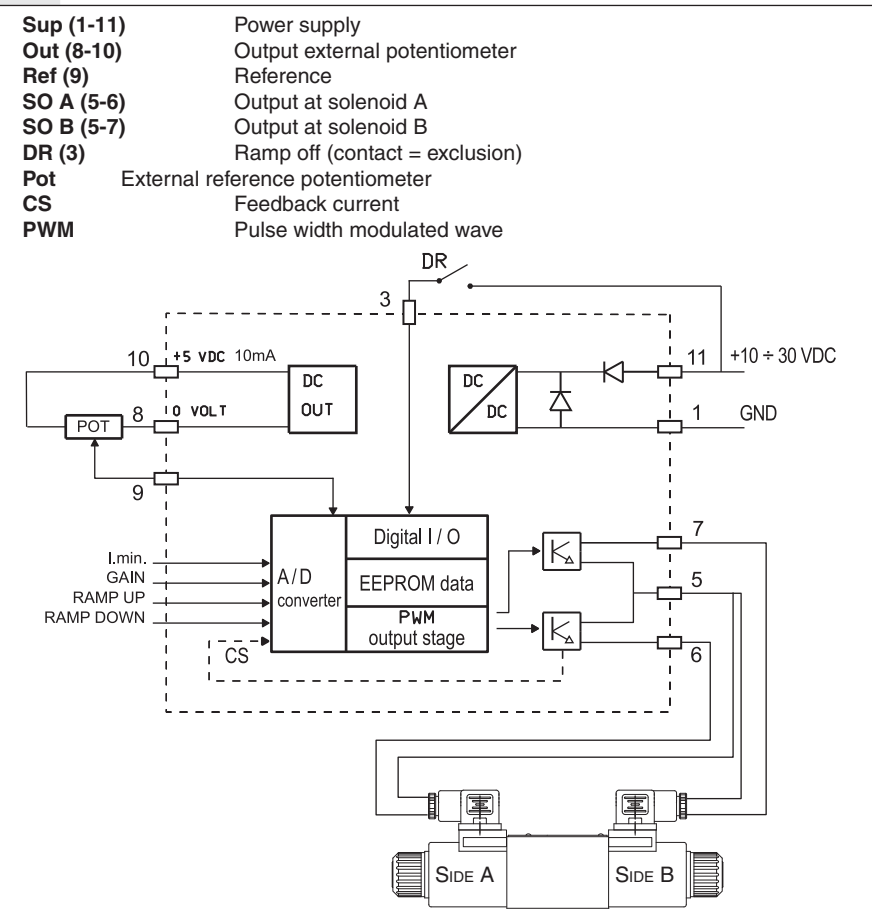 Sup (1-11) Power supply
Out (8-10) Output external potentiometer
Ref (9) Reference
SO A (5-6) Output at solenoid A
SO B (5-7) Output at solenoid B
DR (3) Ramp off (contact = exclusion)
Pot External reference potentiometer
CS Feedback current
PWM Pulse width modulated wave
DR
3
10 +5 VDC 10mA
DC
OUT
DC
DC
11 +10 ÷ 30 VDC
POT 8 0 VOLT
1 GND
9
I.min.
GAIN
RAMP UP
RAMP DOWN
A/D
converter
Digital I / O
EEPROM data
PWM
output stage
CS
7
5
6
SIDE A
SIDE B